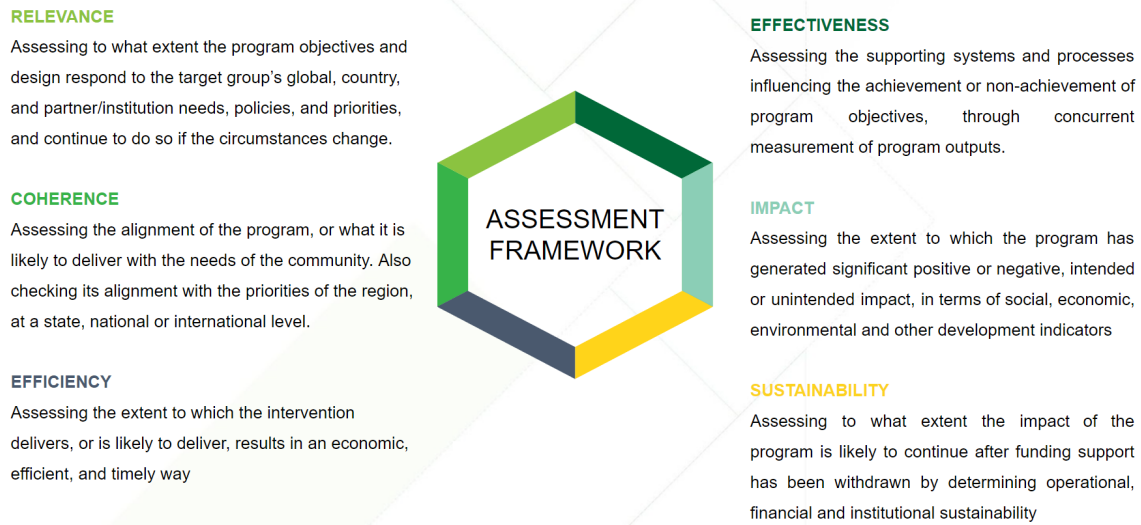 RELEVANCE
Assessing to what extent the program objectives and
design respond to the target group's global, country,
and partner/institution needs, policies, and priorities,
and continue to do so if the circumstances change.
COHERENCE
Assessing the alignment of the program, or what it is
likely to deliver with the needs of the community. Also
checking its alignment with the priorities of the region,
at a state, national or international level.
EFFICIENCY
Assessing the extent to which the intervention
delivers, or is likely to deliver, results in an economic,
efficient, and timely way
ASSESSMENT
FRAMEWORK
EFFECTIVENESS
Assessing the supporting systems and processes
influencing the achievement or non-achievement of
program objectives, through concurrent
measurement of program outputs.
IMPACT
Assessing the extent to which the program has
generated significant positive or negative, intended
or unintended impact, in terms of social, economic,
environmental and other development indicators
SUSTAINABILITY
Assessing to what extent the impact of the
program is likely to continue after funding support
has been withdrawn by determining operational,
financial and institutional sustainability